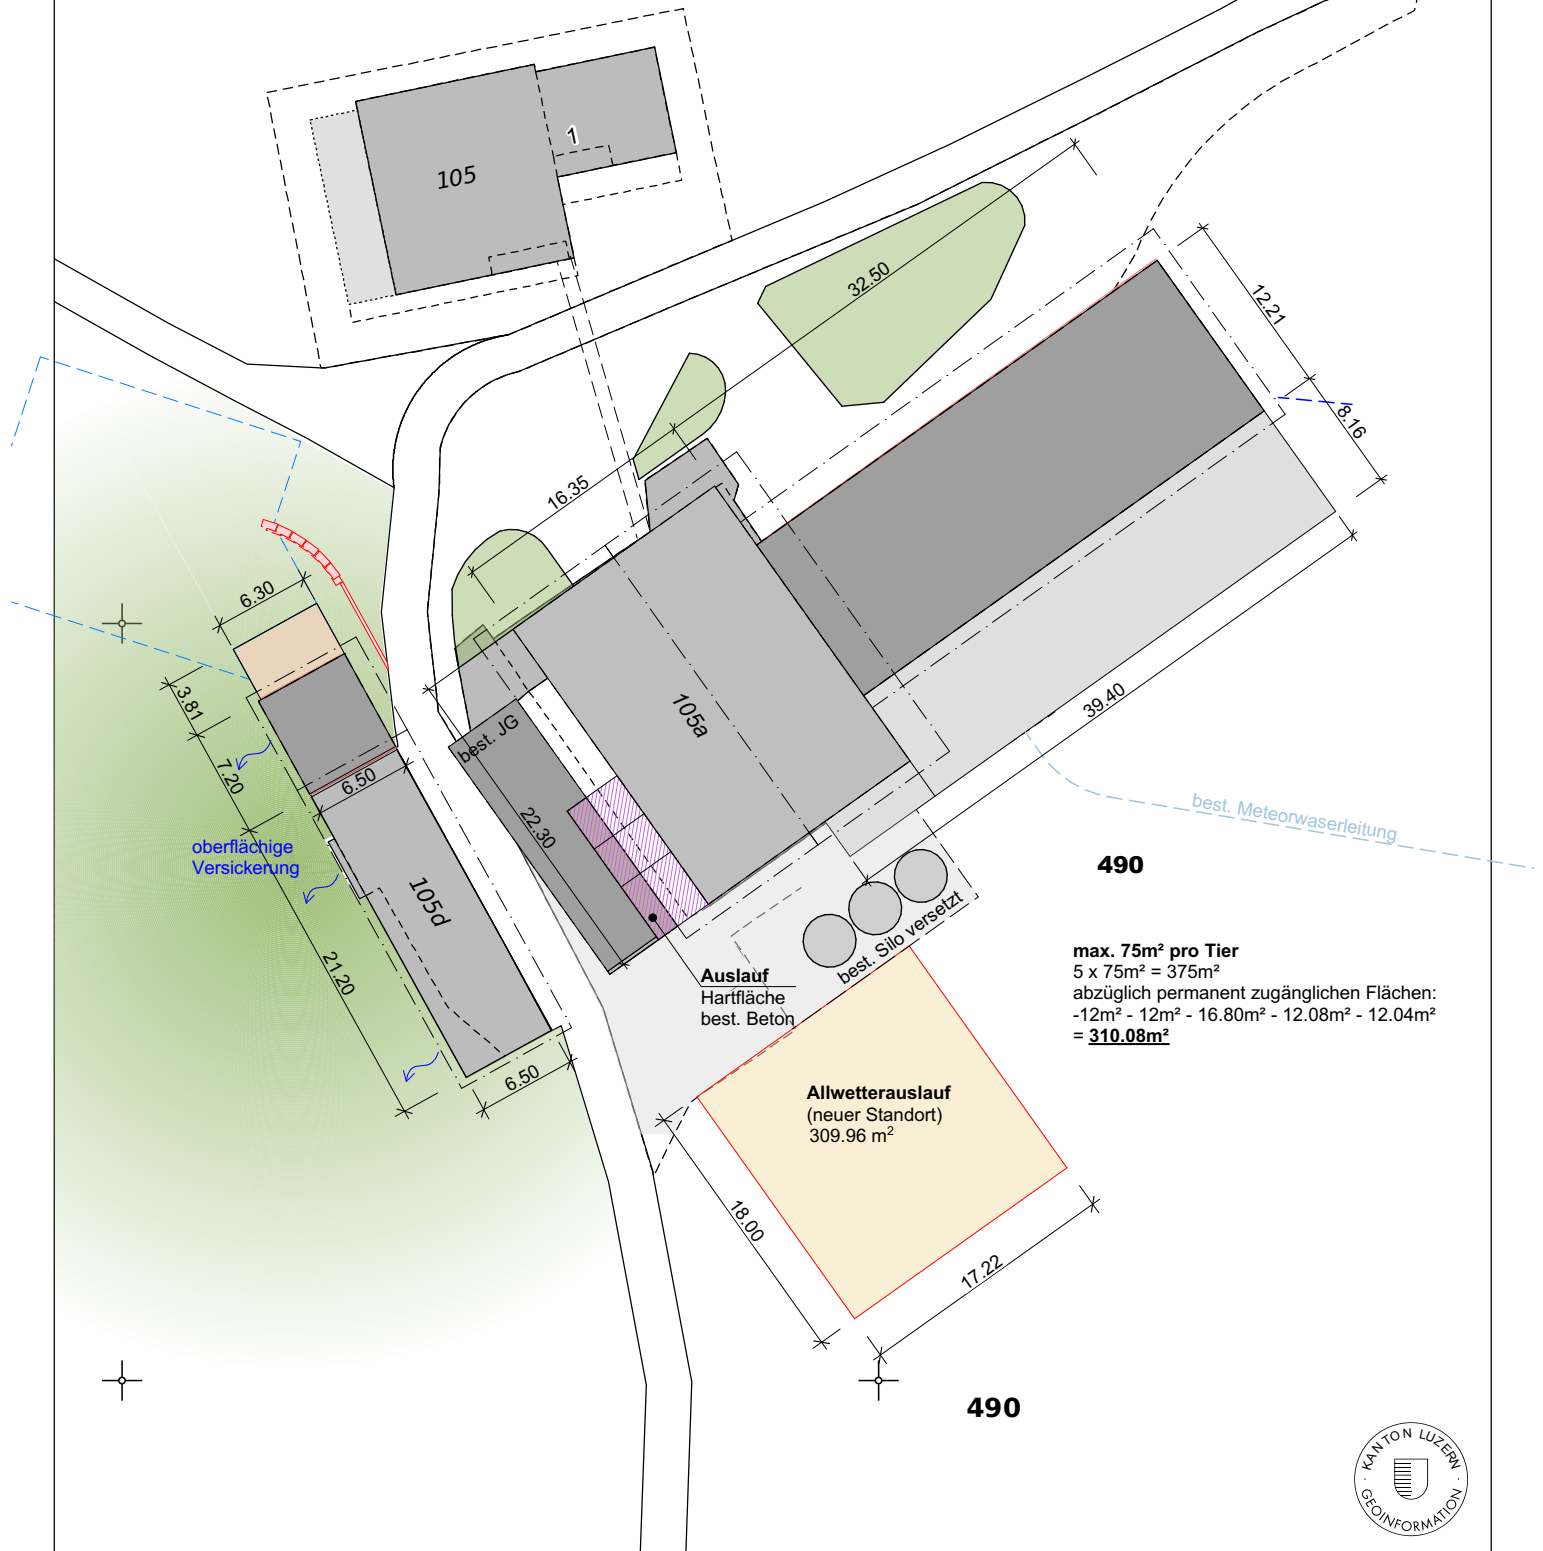 105
1
32.50
12.21
8.16
16.35
6.30
3.81
7.20
6.50
best. JG
105a
39.40
22.30
oberflächige
Versickerung
105d
21.20
6.50
best. Meteorwaserleitung
490
best. Silo versetzt
Auslauf
Hartfläche
best. Beton
max. 75m² pro Tier
5 x 75m² = 375m²
abzüglich permanent zugänglichen Flächen:
-12m² - 12m² - 16.80m² - 12.08m² - 12.04m²
= 310.08m²
Allwetterauslauf
(neuer Standort)
309.96 m²
18.00
17.22
490
KANTON LUZERN
GEOINFORMATION